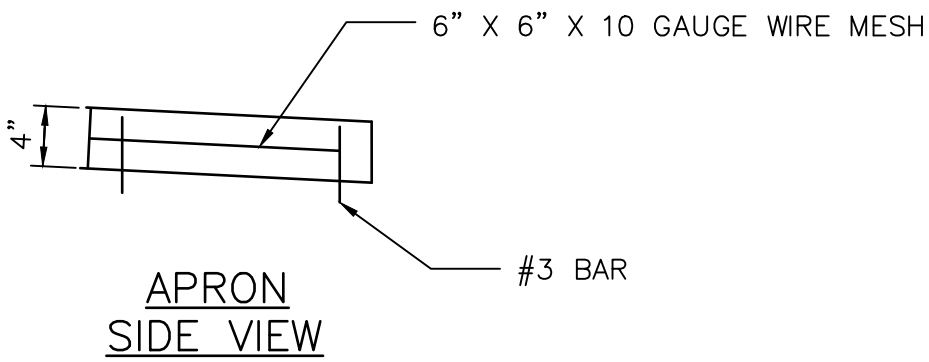 6” X 6” X 10 GAUGE WIRE MESH
4”
#3 BAR
APRON
SIDE VIEW